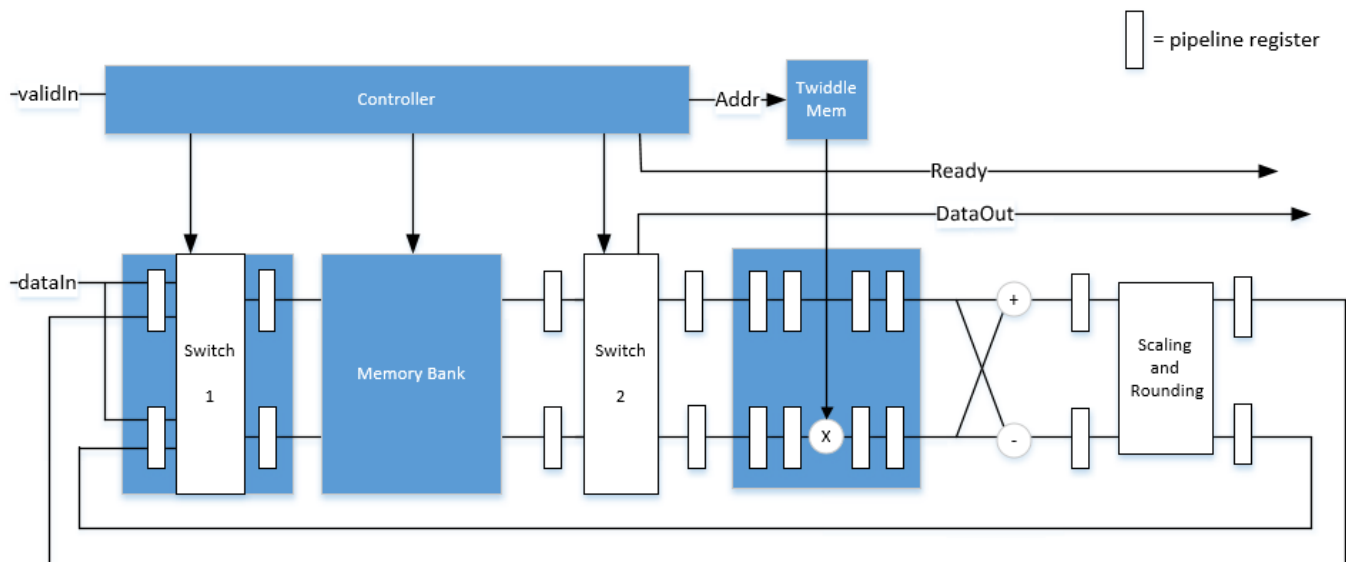 = pipeline register
validIn
Controller
Addr
Twiddle
Mem
Ready
DataOut
dataIn
Switch
1
Memory Bank
Switch
2
X
+
-
Scaling
and
Rounding